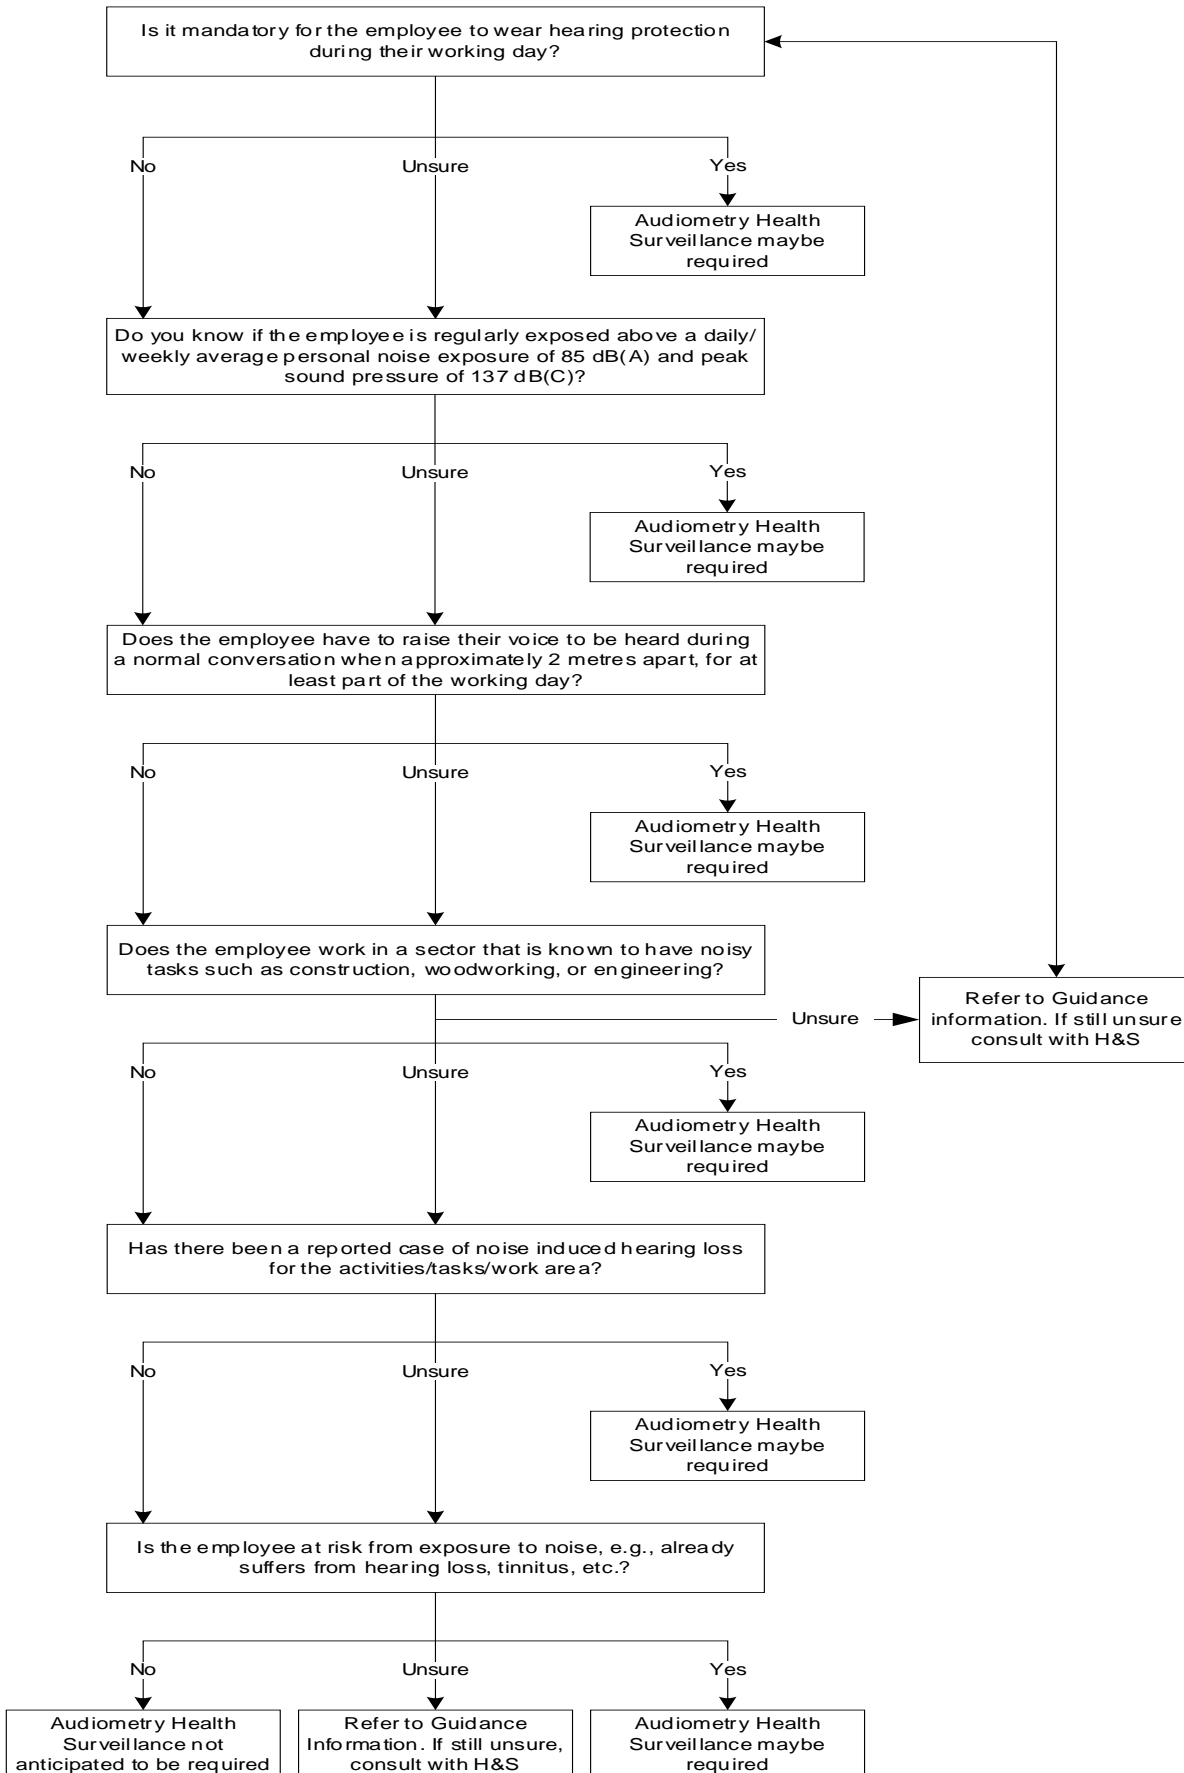 Is it mandatory for the employee to wear hearing protection
during their working day?
No
Unsure
Yes
Audiometry Health
Surveillance maybe
required
Do you know if the employee is regularly exposed above a daily/
weekly average personal noise exposure of 85 dB(A) and peak
sound pressure of 137 dB(C)?
No
Unsure
Yes
Audiometry Health
Surveillance maybe
required
Does the employee have to raise their voice to be heard during
a normal conversation when approximately 2 metres apart, for at
least part of the working day?
No
Unsure
Yes
Audiometry Health
Surveillance maybe
required
Does the employee work in a sector that is known to have noisy
tasks such as construction, woodworking, or engineering?
Unsure
Refer to Guidance
information. If still unsure
consult with H&S
No
Unsure
Yes
Audiometry Health
Surveillance maybe
required
Has there been a reported case of noise induced hearing loss
for the activities/tasks/work area?
No
Unsure
Yes
Audiometry Health
Surveillance maybe
required
Is the employee at risk from exposure to noise, e.g., already
suffers from hearing loss, tinnitus, etc.?
No
Unsure
Yes
Audiometry Health
Surveillance not
anticipated to be required
Refer to Guidance
Information. If still unsure,
consult with H&S
Audiometry Health
Surveillance maybe
required